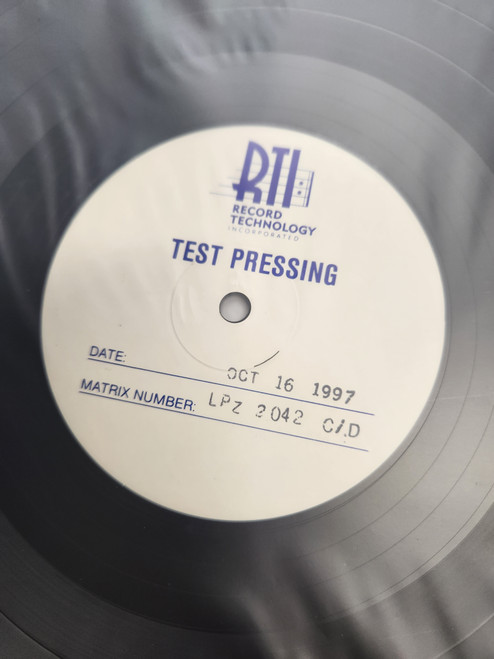 RTI
RECORD
TECHNOLOGY
INCORPORATED
TEST PRESSING
DATE: OCT 16 1997
MATRIX NUMBER: LPZ 2042 C/D